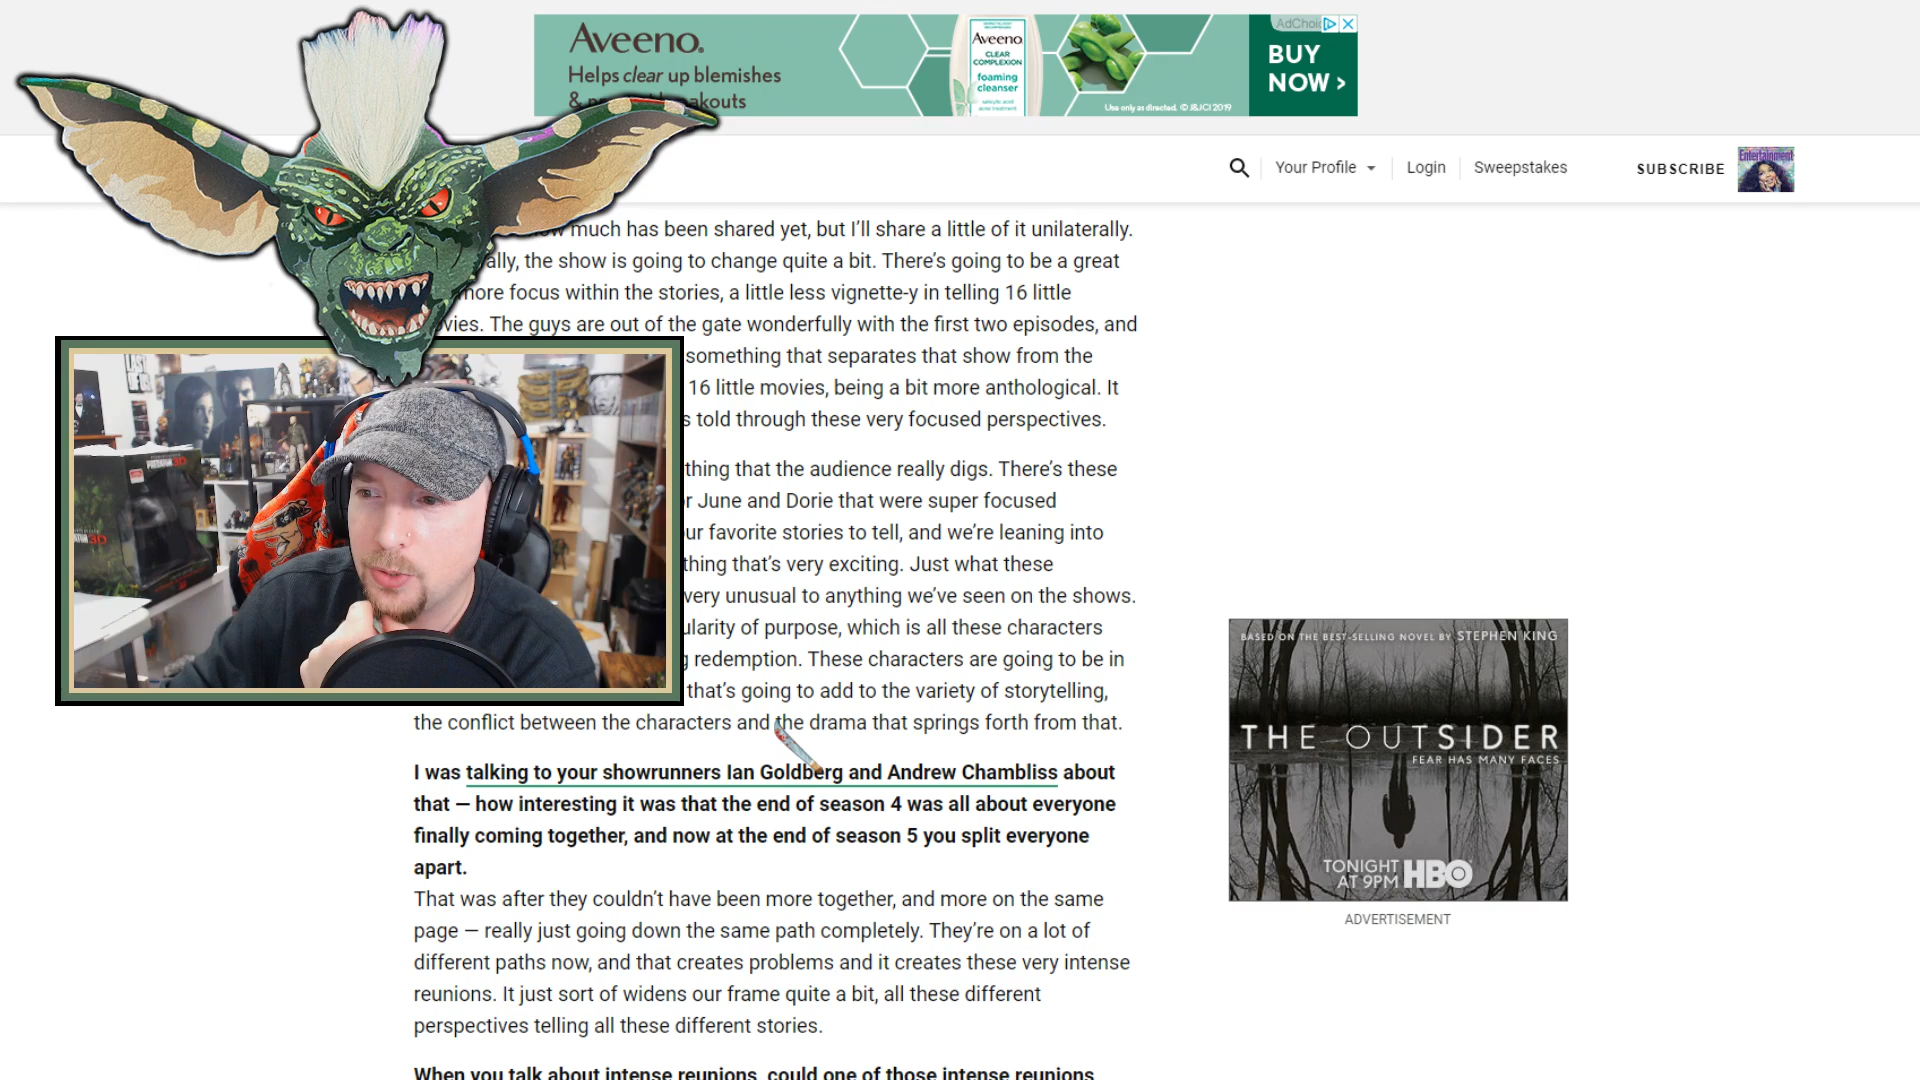 Aveeno.
Helps clear up blemishes
&
Aveeno
CLEAR
COMPLEXION
foaming
cleanser
salicylic acid
acne treatment
Use only as directed. © J&JCI 2019
AdChoi
BUY
NOW >
Your Profile
Login
Sweepstakes
SUBSCRIBE
Entertainment
much has been shared yet, but I’ll share a little of it unilaterally.
ally, the show is going to change quite a bit. There’s going to be a great
more focus within the stories, a little less vignette-y in telling 16 little
vies. The guys are out of the gate wonderfully with the first two episodes, and
something that separates that show from the
16 little movies, being a bit more anthological. It
s told through these very focused perspectives.
thing that the audience really digs. There’s these
or June and Dorie that were super focused
ur favorite stories to tell, and we’re leaning into
thing that’s very exciting. Just what these
very unusual to anything we’ve seen on the shows.
ularity of purpose, which is all these characters
g redemption. These characters are going to be in
that’s going to add to the variety of storytelling,
the conflict between the characters and the drama that springs forth from that.
I was talking to your showrunners Ian Goldberg and Andrew Chambliss about
that — how interesting it was that the end of season 4 was all about everyone
finally coming together, and now at the end of season 5 you split everyone
apart.
That was after they couldn’t have been more together, and more on the same
page — really just going down the same path completely. They’re on a lot of
different paths now, and that creates problems and it creates these very intense
reunions. It just sort of widens our frame quite a bit, all these different
perspectives telling all these different stories.
When you talk about intense reunions, could one of those intense reunions
BASED ON THE BEST-SELLING NOVEL BY STEPHEN KING
THE OUTSIDER
FEAR HAS MANY FACES
TONIGHT
AT 9PM HBO
ADVERTISEMENT